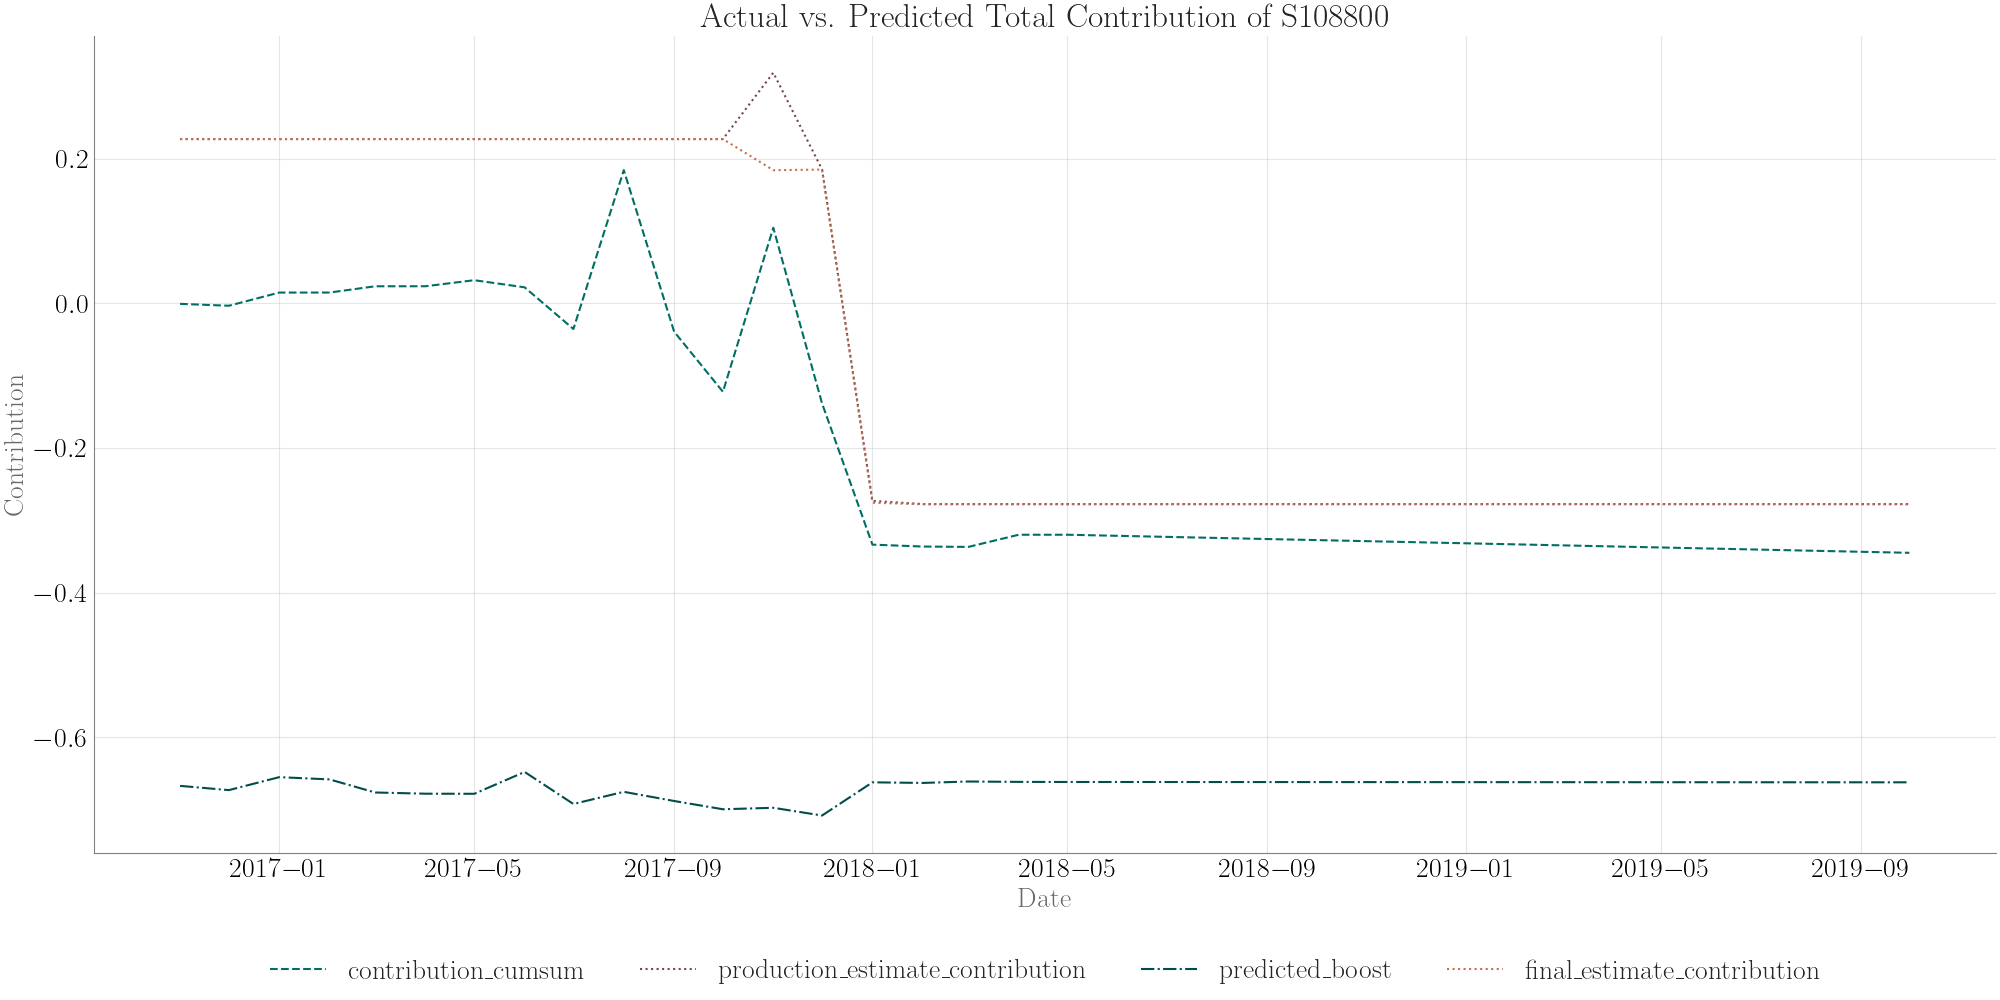 Actual vs. Predicted Total Contribution of S108800
Contribution
0.2
0.0
−0.2
−0.4
−0.6
2017−01 2017−05 2017−09 2018−01 2018−05 2018−09 2019−01 2019−05 2019−09
Date
contribution_cumsum production_estimate_contribution predicted_boost final_estimate_contribution